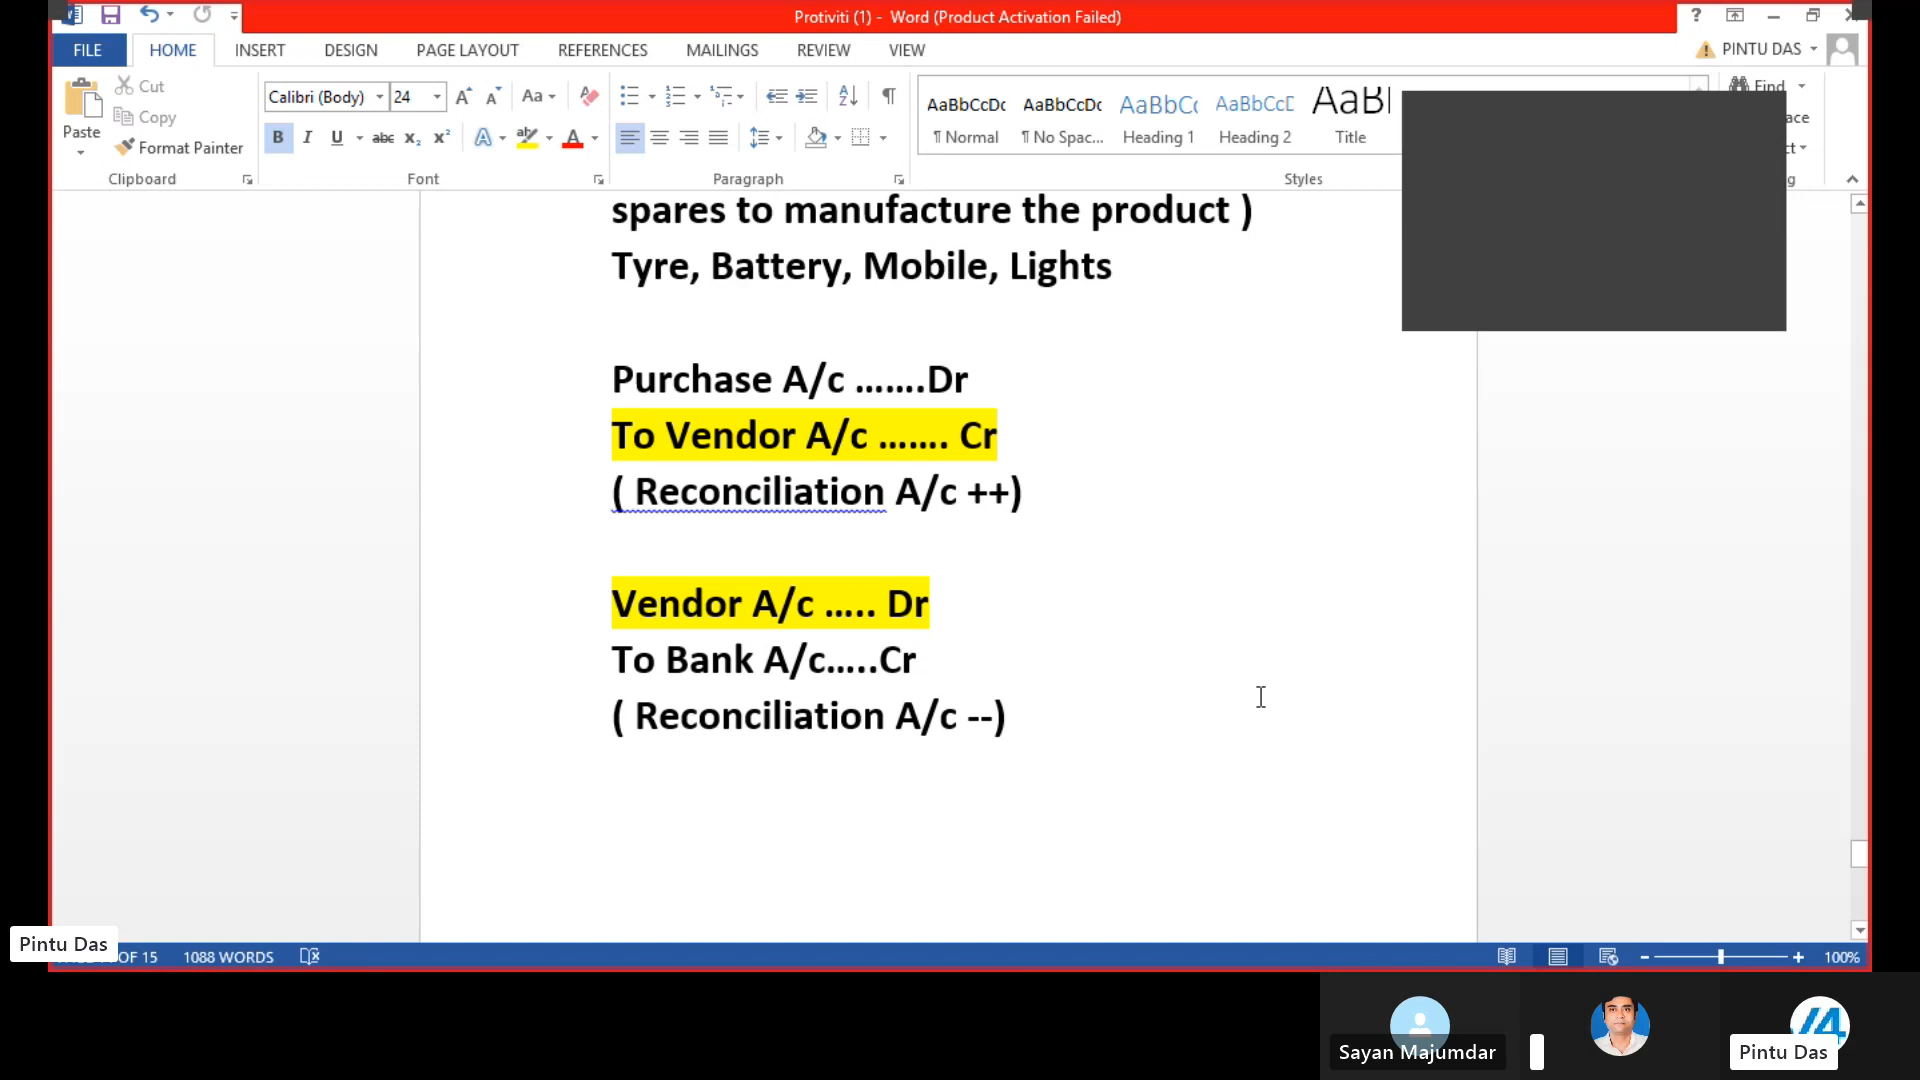 Protiviti (1) - Word (Product Activation Failed)
?
FILE HOME INSERT DESIGN PAGE LAYOUT REFERENCES MAILINGS REVIEW VIEW
PINTU DAS
Paste
Cut
Copy
Format Painter
Clipboard
Calibri (Body) 24
Font
Paragraph
AaBbCcDc AaBbCcDc AaBbCc AaBbCcD AaB
¶ Normal ¶ No Spac... Heading 1 Heading 2 Title
Styles
Find
spares to manufacture the product )
Tyre, Battery, Mobile, Lights
Purchase A/c …….Dr
To Vendor A/c ……. Cr
( Reconciliation A/c ++)
Vendor A/c ….. Dr
To Bank A/c…..Cr
( Reconciliation A/c --)
OF 15 1088 WORDS
100%
Pintu Das
Sayan Majumdar
Pintu Das